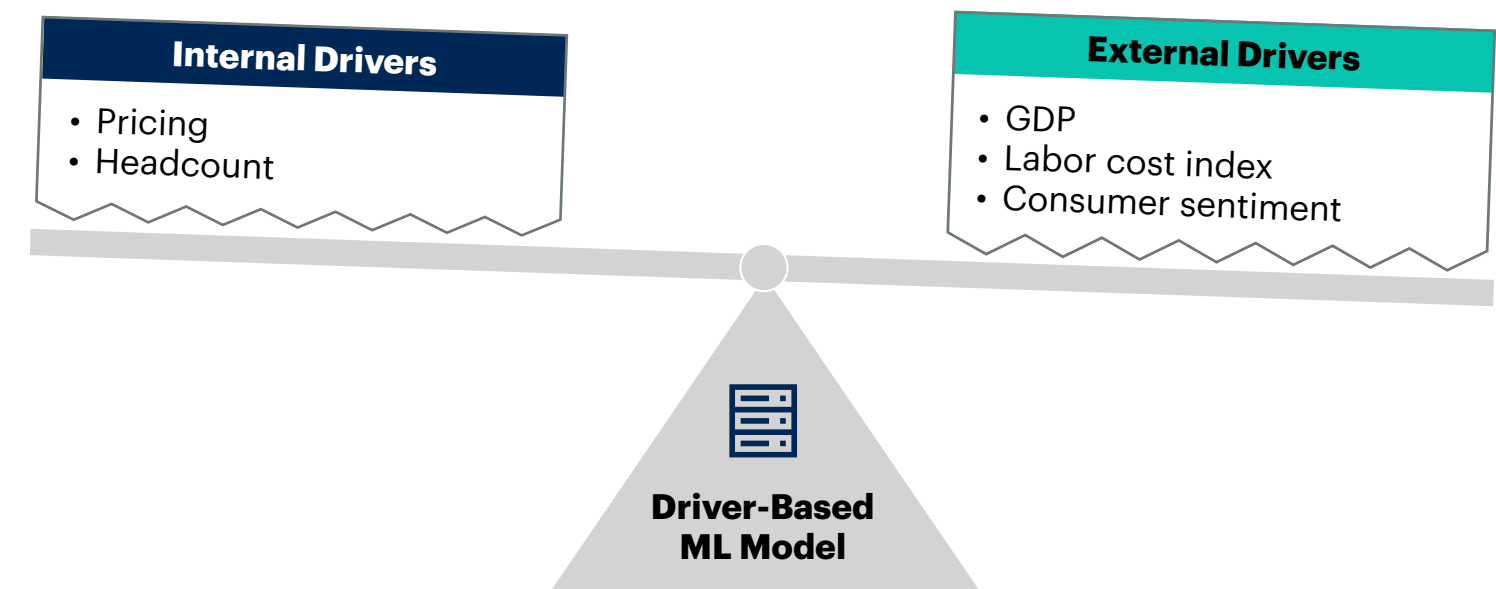 Internal Drivers
• Pricing
• Headcount
External Drivers
• GDP
• Labor cost index
• Consumer sentiment
Driver-Based
ML Model